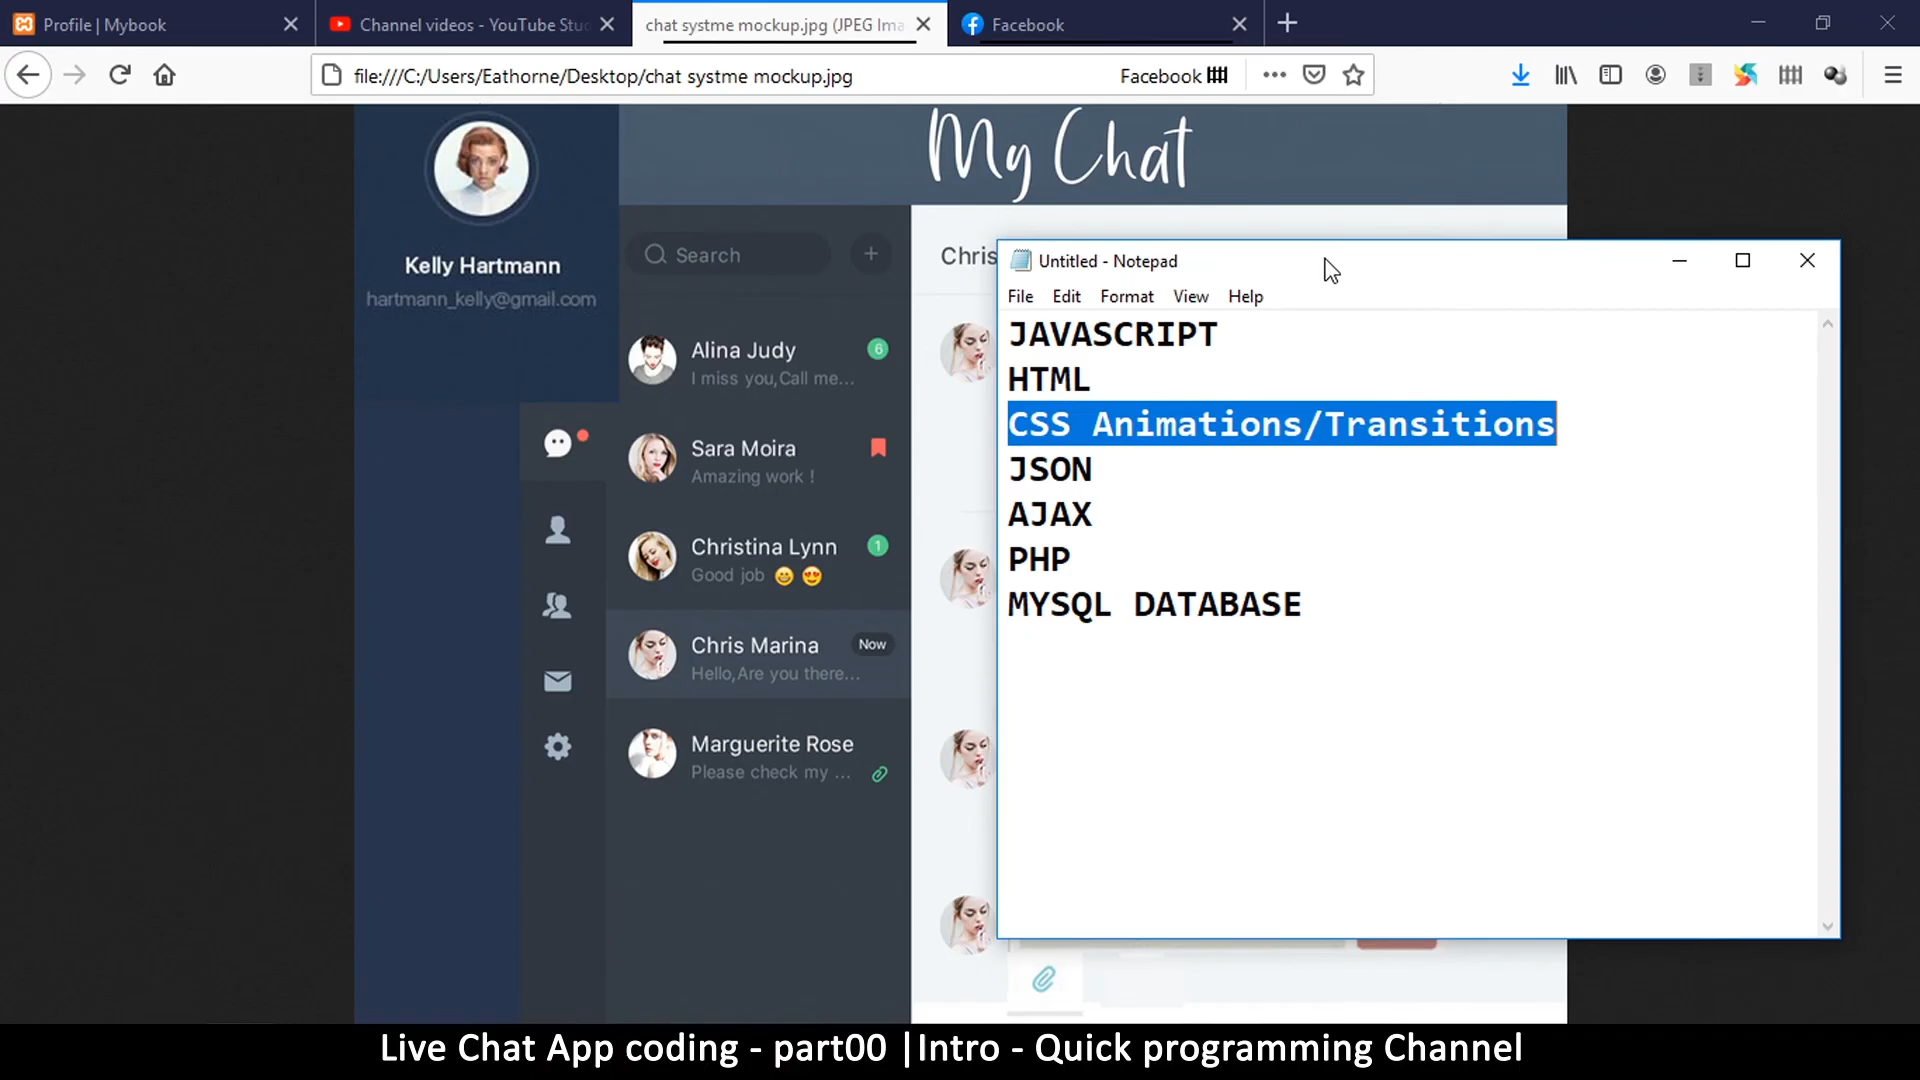 Profile | Mybook
Channel videos - YouTube Stu
chat systme mockup.jpg (JPEG Ima
Facebook
file:///C:/Users/Eathorne/Desktop/chat systme mockup.jpg
Facebook
My Chat
Kelly Hartmann
hartmann_kelly@gmail.com
Search
Alina Judy
6
I miss you,Call me...
Sara Moira
Amazing work !
Christina Lynn
1
Good job 😀 😍
Chris Marina
Now
Hello,Are you there...
Marguerite Rose
Please check my ...
Chris
Untitled - Notepad
File Edit Format View Help
JAVASCRIPT
HTML
CSS Animations/Transitions
JSON
AJAX
PHP
MYSQL DATABASE
Live Chat App coding - part00 |Intro - Quick programming Channel